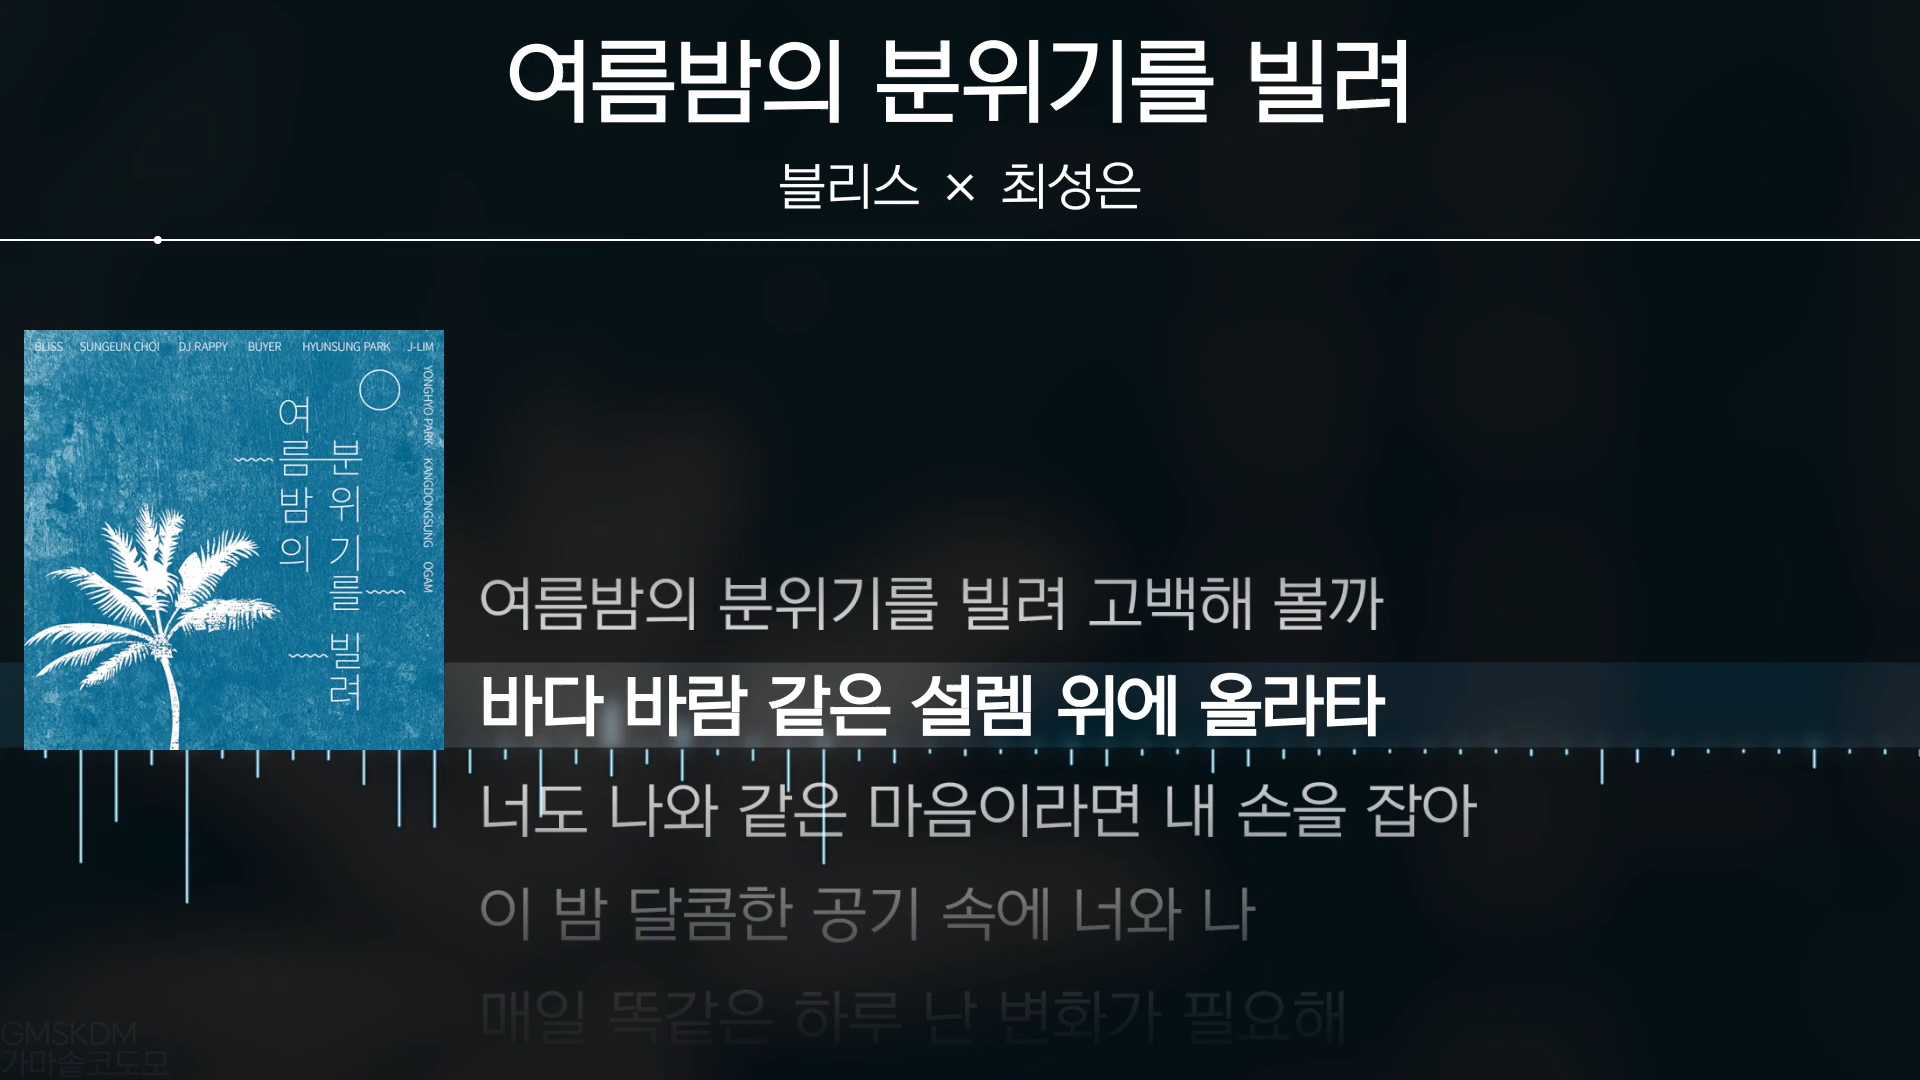 여름밤의 분위기를 빌려
블리스 × 최성은
BLISS SUNGEUN CHOI DJ RAPPY BUYER HYUNSUNG PARK J-LIM
YONGHYO PARK KANGDONGSUNG OGAM
여름밤의
분위기를 빌려
여름밤의 분위기를 빌려 고백해 볼까
바다 바람 같은 설렘 위에 올라타
너도 나와 같은 마음이라면 내 손을 잡아
이 밤 달콤한 공기 속에 너와 나
매일 똑같은 하루 난 변화가 필요해
GMSKDM
가마솥코도모